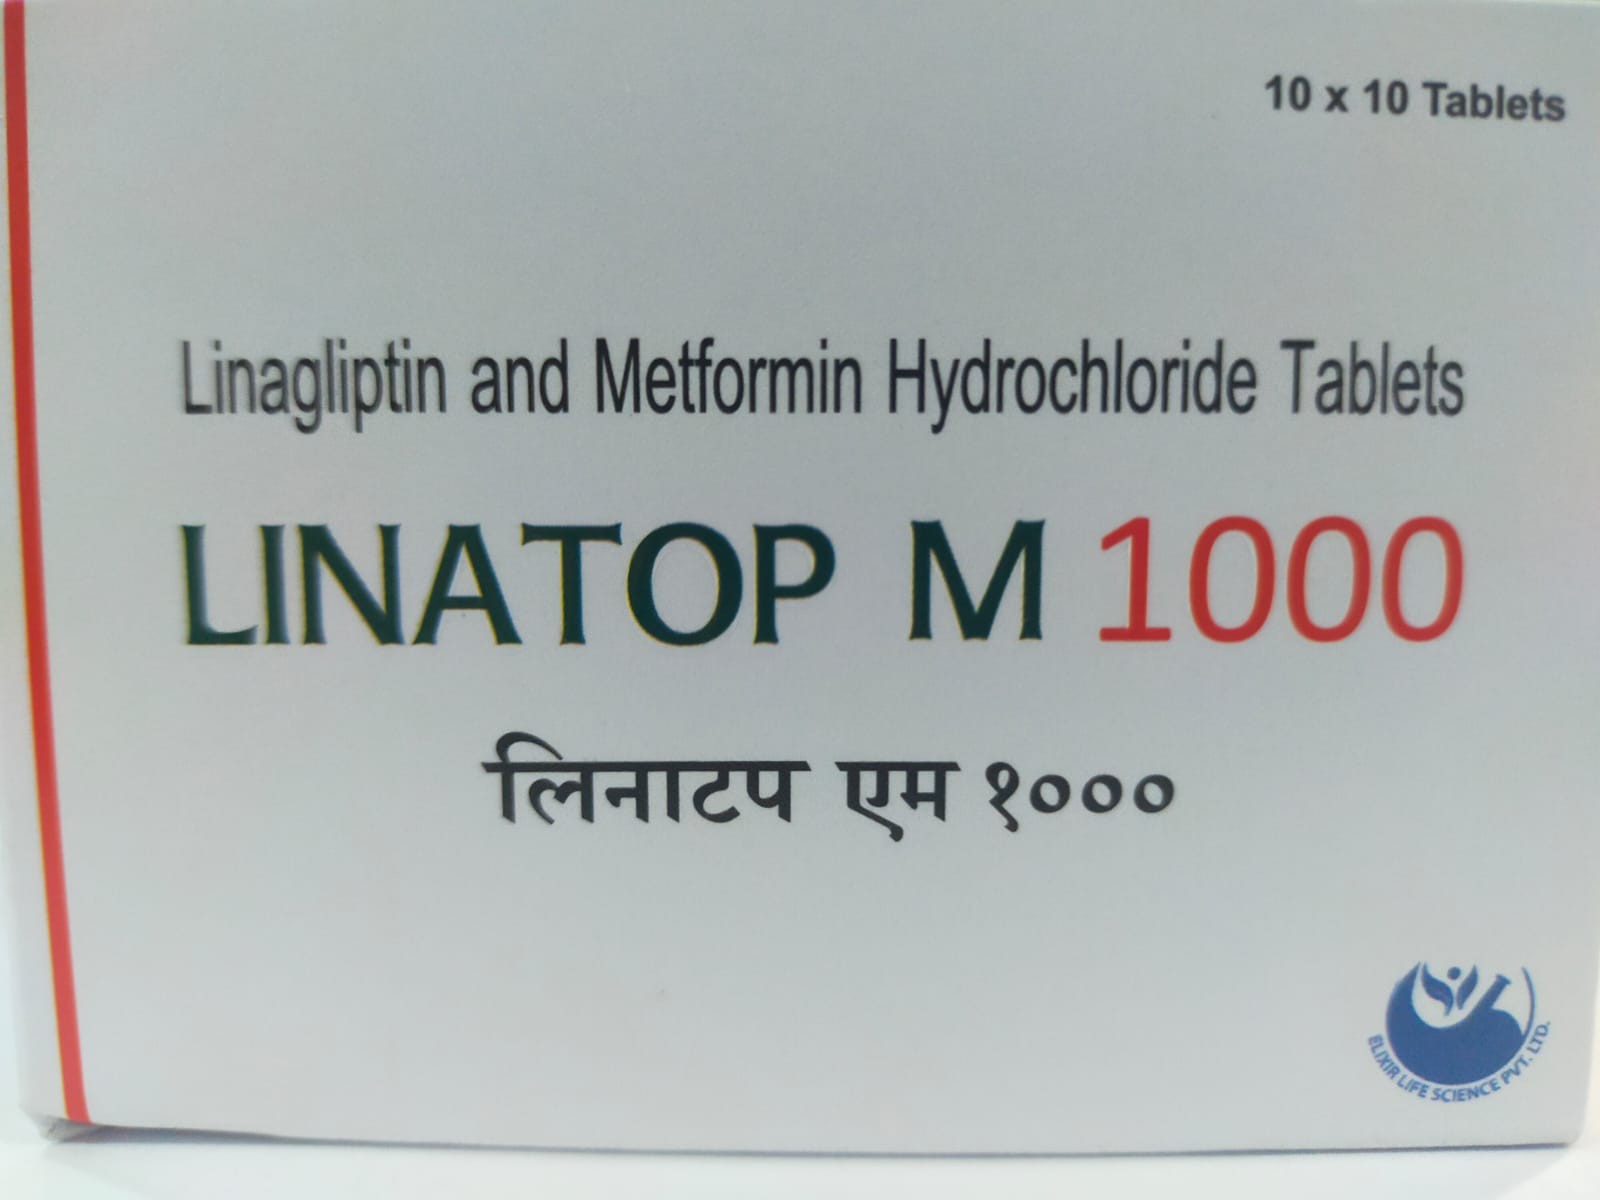 10 x 10 Tablets
Linagliptin and Metformin Hydrochloride Tablets
LINATOP M 1000
लिनाटप एम १०००
ELIXIR LIFE SCIENCE PVT. LTD.